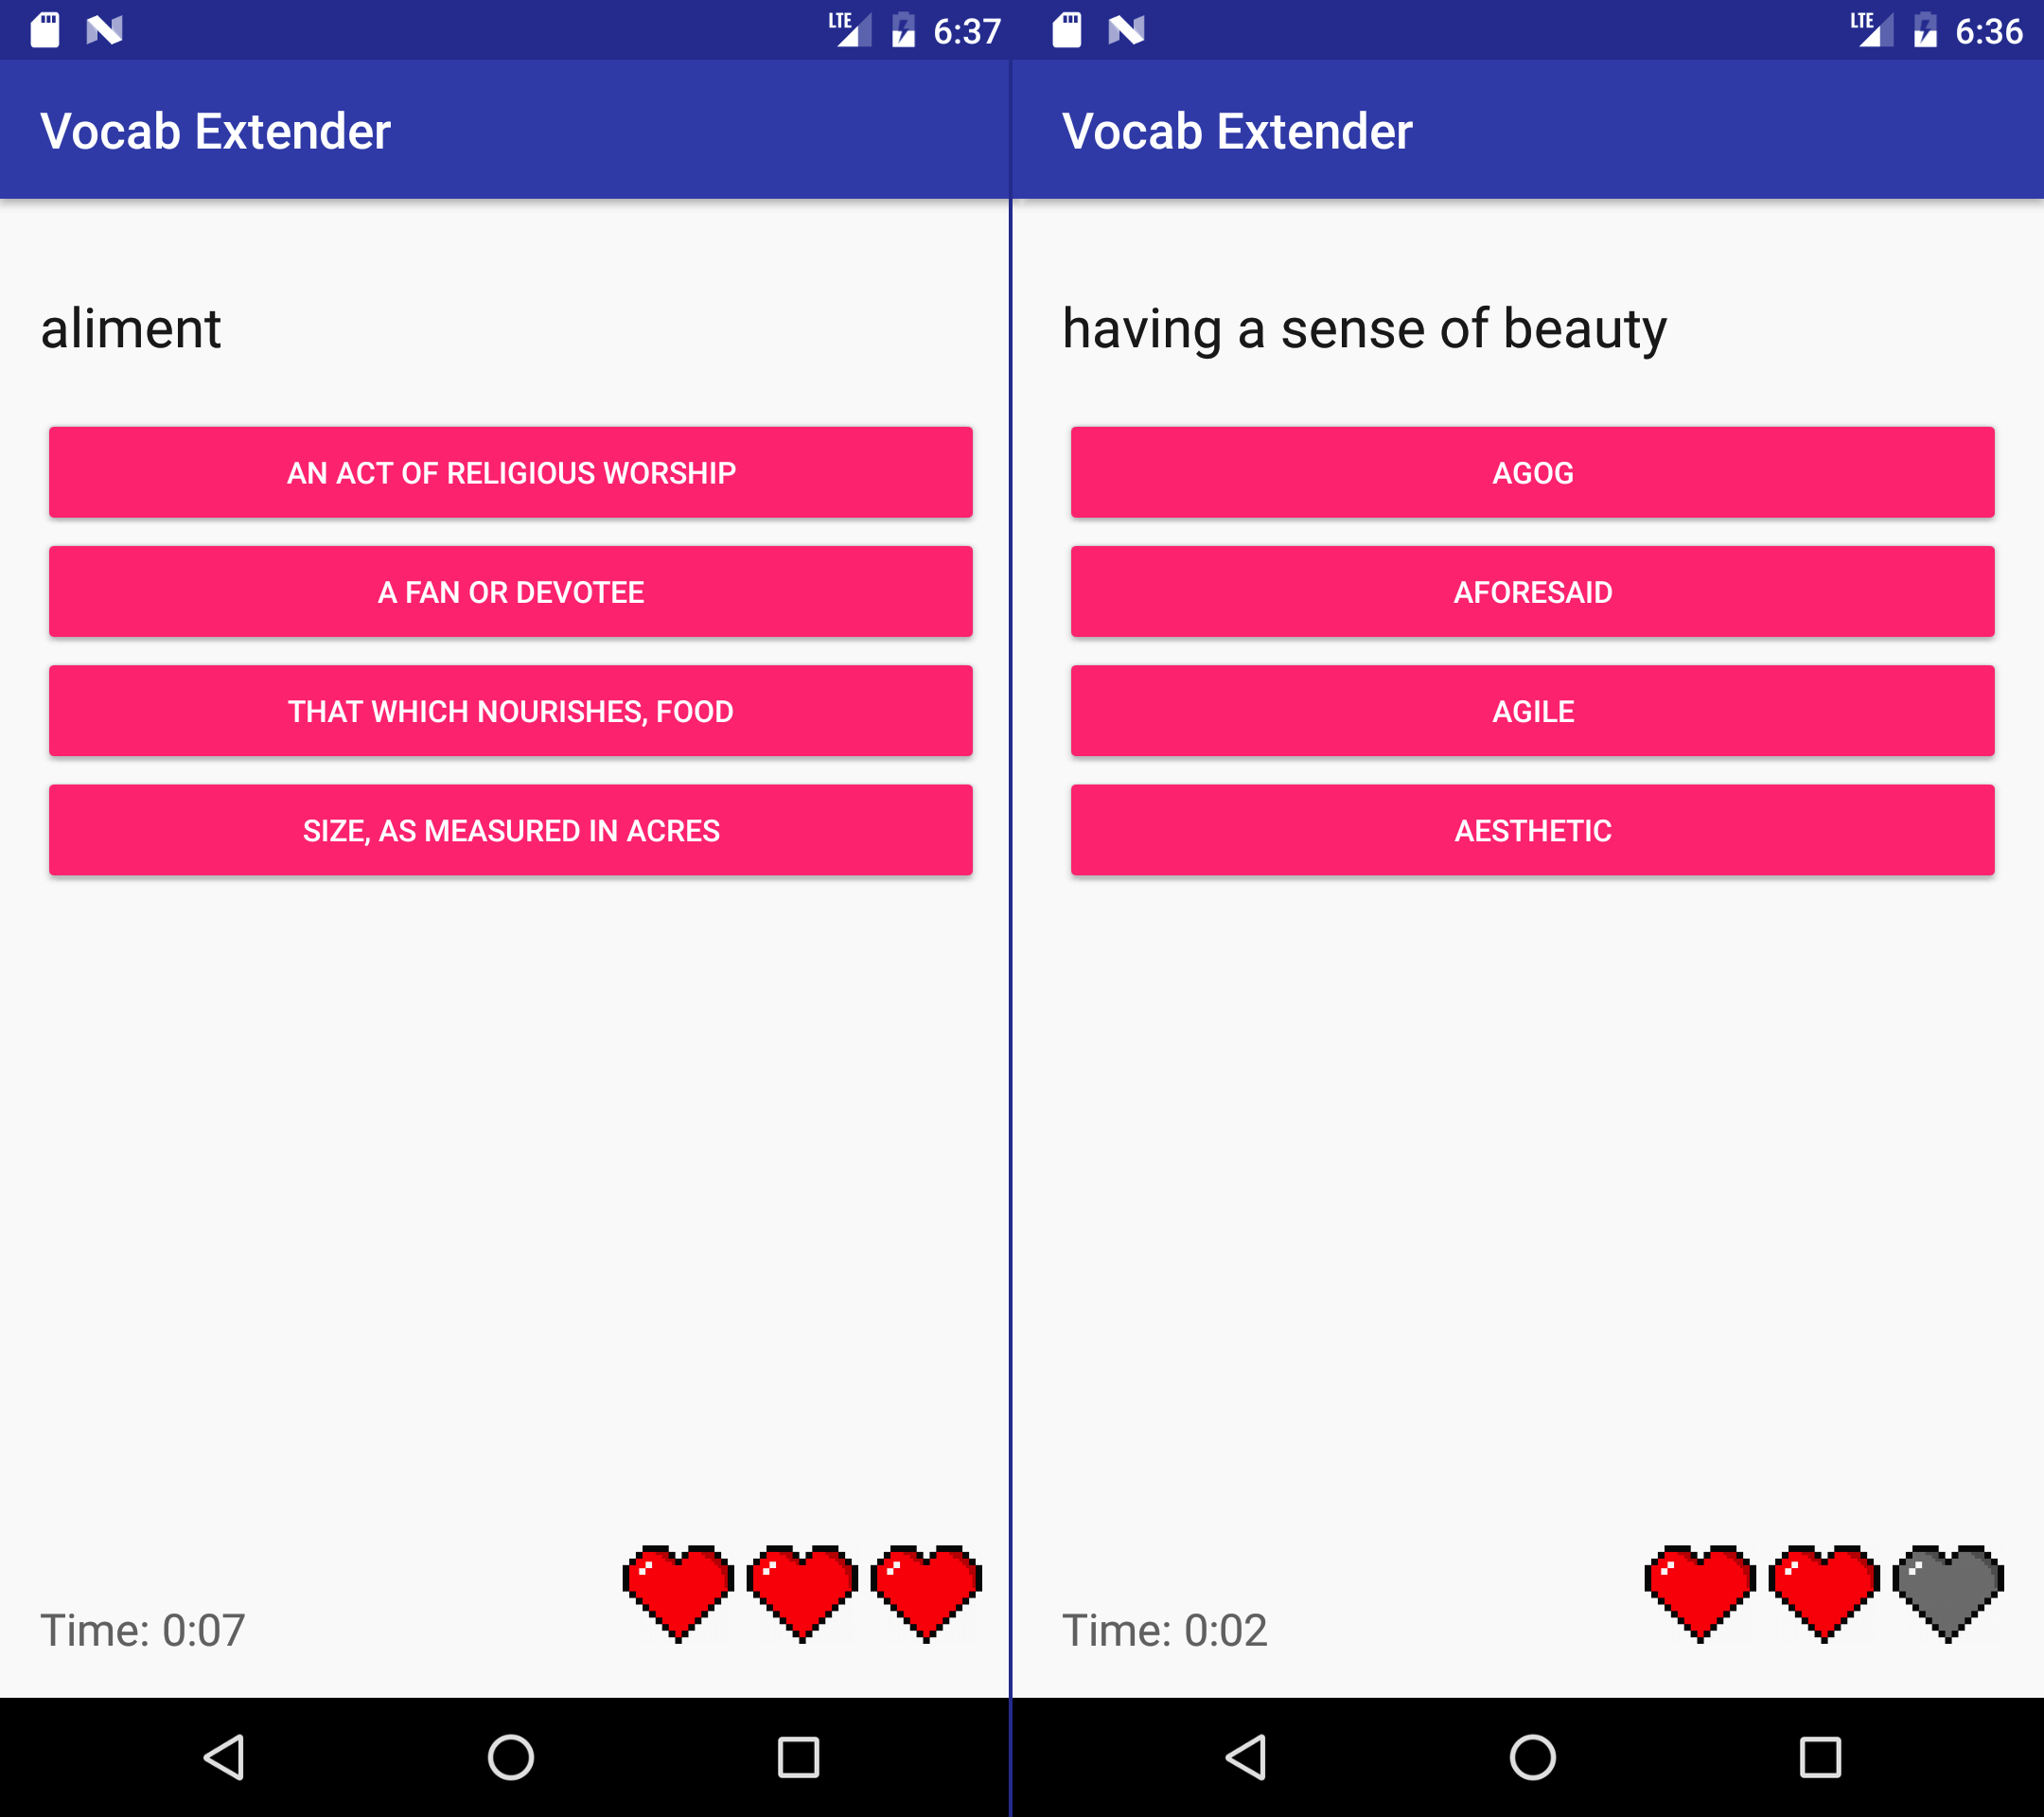 LTE 6:37
Vocab Extender
aliment
AN ACT OF RELIGIOUS WORSHIP
A FAN OR DEVOTEE
THAT WHICH NOURISHES, FOOD
SIZE, AS MEASURED IN ACRES
Time: 0:07
LTE 6:36
Vocab Extender
having a sense of beauty
AGOG
AFORESAID
AGILE
AESTHETIC
Time: 0:02